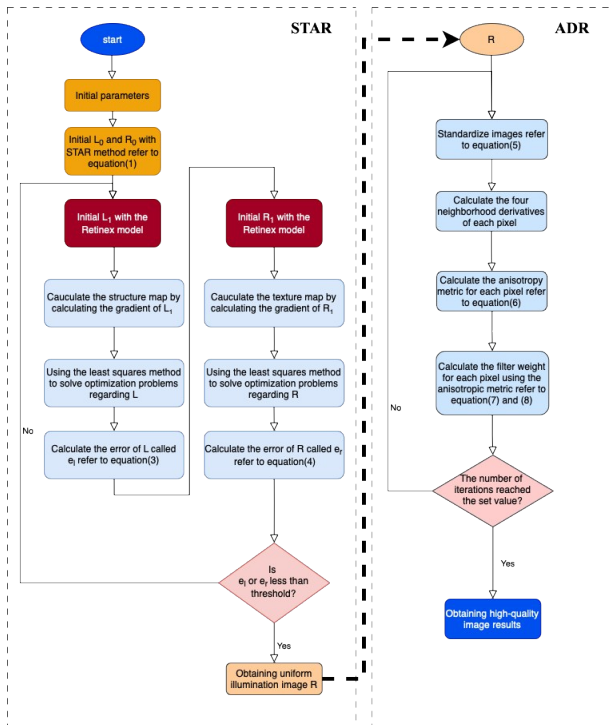 STAR
start
Initial parameters
Initial L₀ and R₀ with
STAR method refer to
equation(1)
Initial L₁ with the
Retinex model
Cauculate the structure map by
calculating the gradient of L₁
Using the least squares method
to solve optimization problems
regarding L
Calculate the error of L called
eₗ refer to equation(3)
Initial R₁ with the
Retinex model
Cauculate the texture map by
calculating the gradient of R₁
Using the least squares method
to solve optimization problems
regarding R
Calculate the error of R called eᵣ
refer to equation(4)
No
Is
eₗ or eᵣ less than
threshold?
Yes
Obtaining uniform
illumination image R
ADR
R
Standardize images refer
to equation(5)
Calculate the four
neighborhood derivatives
of each pixel
Calculate the anisotropy
metric for each pixel refer
to equation(6)
Calculate the filter weight
for each pixel using the
anisotropic metric refer to
equation(7) and (8)
No
The number of
iterations reached
the set value?
Yes
Obtaining high-quality
image results